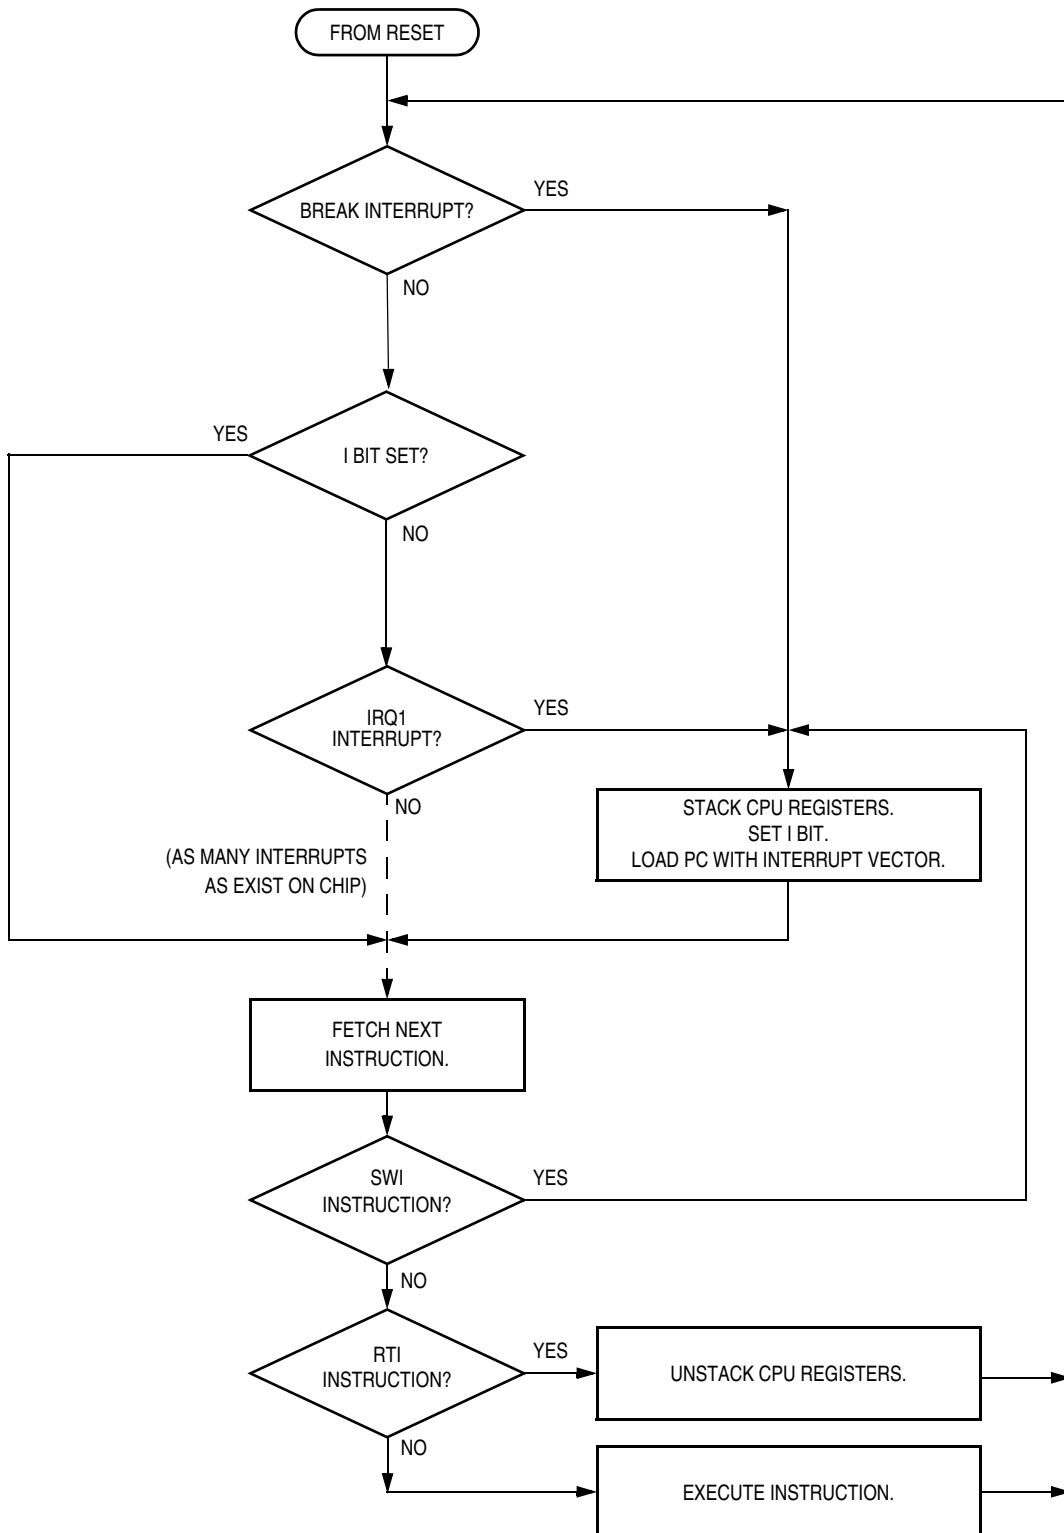 FROM RESET
YES
BREAK INTERRUPT?
NO
YES
I BIT SET?
NO
YES
IRQ1
INTERRUPT?
NO
STACK CPU REGISTERS.
SET I BIT.
LOAD PC WITH INTERRUPT VECTOR.
(AS MANY INTERRUPTS
AS EXIST ON CHIP)
FETCH NEXT
INSTRUCTION.
SWI
INSTRUCTION?
YES
NO
RTI
INSTRUCTION?
YES
UNSTACK CPU REGISTERS.
NO
EXECUTE INSTRUCTION.